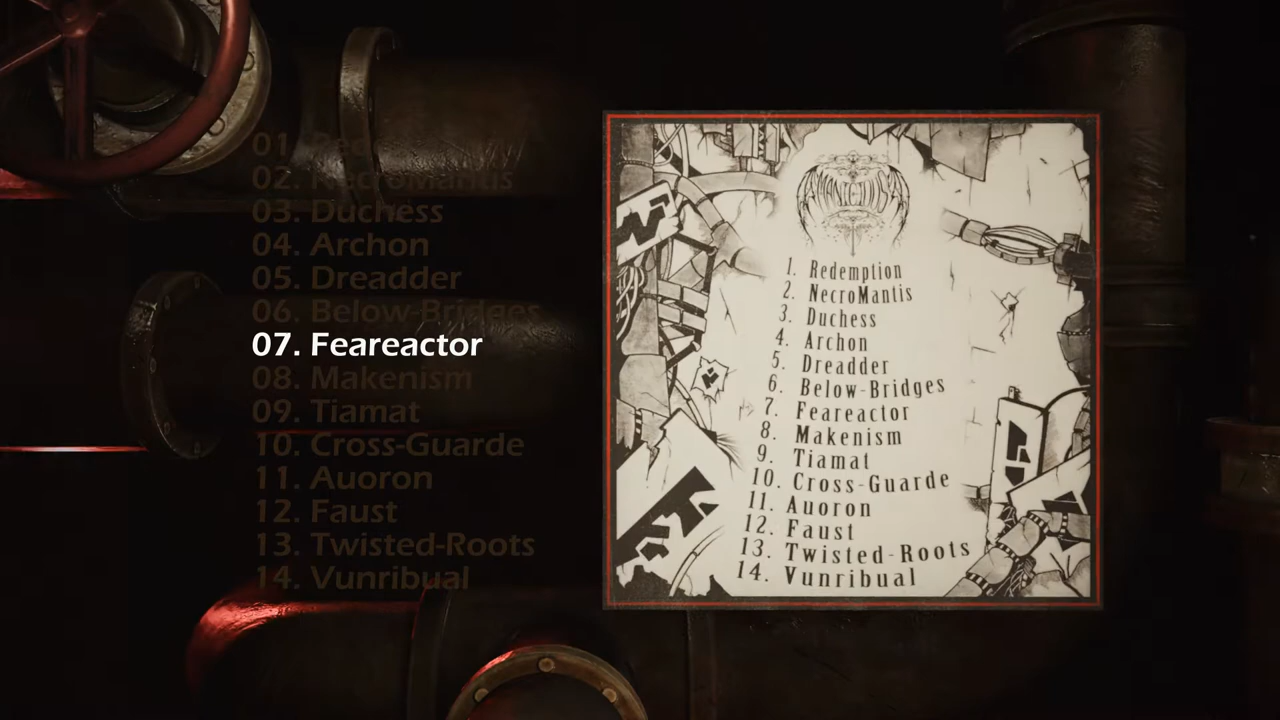 01. Redemption
02. NecroMantis
03. Duchess
04. Archon
05. Dreadder
06. Below-Bridges
07. Feareactor
08. Makenism
09. Tiamat
10. Cross-Guarde
11. Auoron
12. Faust
13. Twisted-Roots
14. Vunribual
1. Redemption
2. NecroMantis
3. Duchess
4. Archon
5. Dreadder
6. Below-Bridges
7. Feareactor
8. Makenism
9. Tiamat
10. Cross-Guarde
11. Auoron
12. Faust
13. Twisted-Roots
14. Vunribual